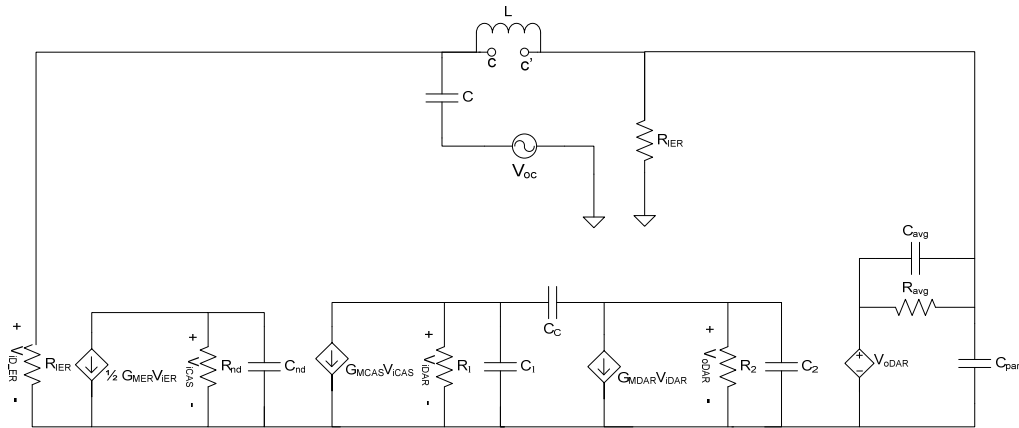 L
C C'
C
Voc
RIER
Cavg
Ravg
+
VID_ER
-
RIER
½ GMERViER
+
ViCAS
-
Rnd
Cnd
GMCASViCAS
+
ViDAR
-
R1
C1
CC
GMDARViDAR
+
VoDAR
-
R2
C2
+
-
VoDAR
Cpar